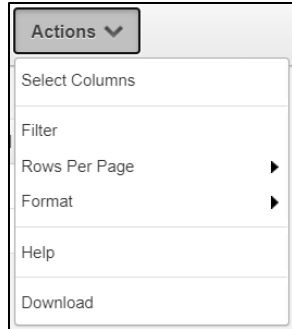 Actions
Select Columns
Filter
Rows Per Page
Format
Help
Download